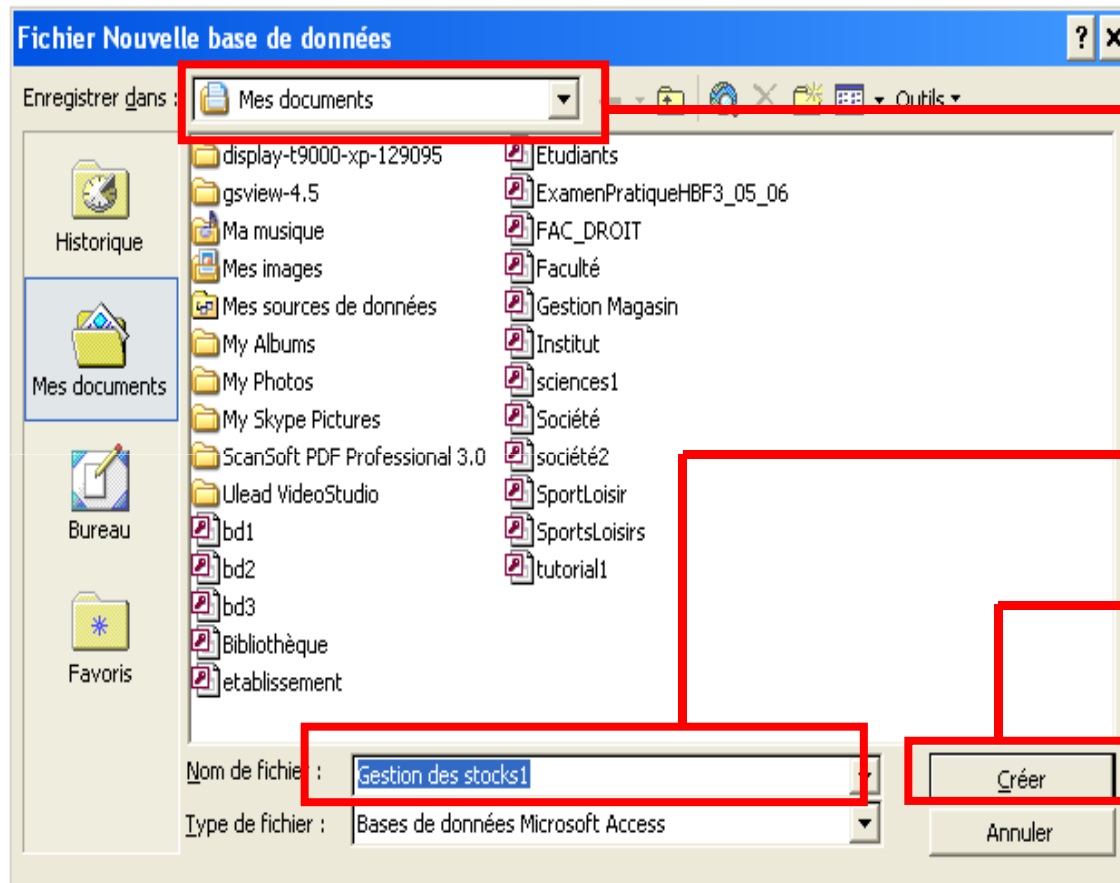 Fichier Nouvelle base de données
Enregistrer dans :
Mes documents
Outils
Historique
Mes documents
Bureau
Favoris
display-t9000-xp-129095
gsview-4.5
Ma musique
Mes images
Mes sources de données
My Albums
My Photos
My Skype Pictures
ScanSoft PDF Professional 3.0
Ulead VideoStudio
bd1
bd2
bd3
Bibliothèque
etablissement
Etudiants
ExamenPratiqueHBF3_05_06
FAC_DROIT
Faculté
Gestion Magasin
Institut
sciences1
Société
société2
SportLoisir
SportsLoisirs
tutorial1
Nom de fichier :
Gestion des stocks1
Créer
Type de fichier :
Bases de données Microsoft Access
Annuler